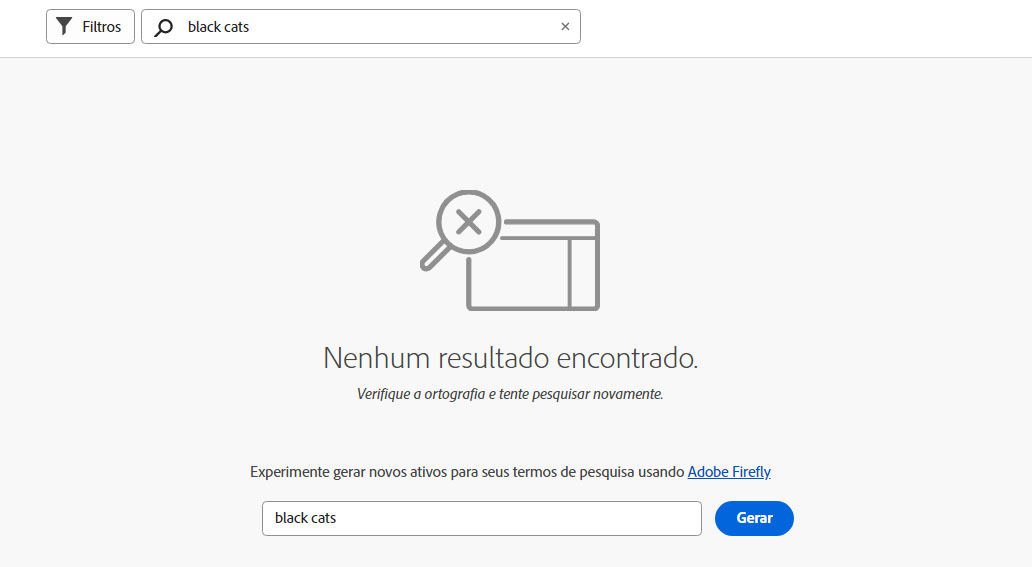 Filtros
black cats
Nenhum resultado encontrado.
Verifique a ortografia e tente pesquisar novamente.
Experimente gerar novos ativos para seus termos de pesquisa usando Adobe Firefly
black cats
Gerar